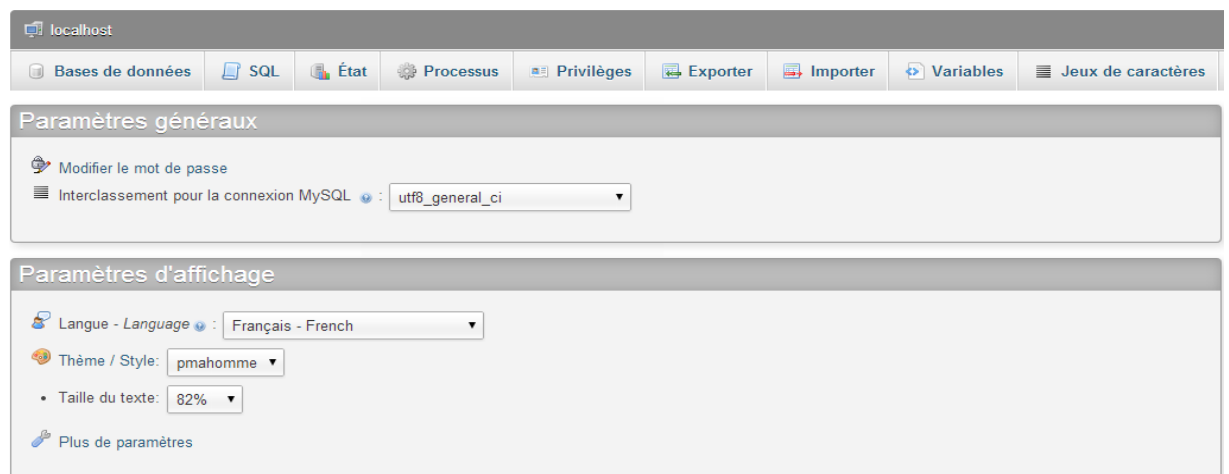 localhost
Bases de données SQL État Processus Privilèges Exporter Importer Variables Jeux de caractères
Paramètres généraux
Modifier le mot de passe
Interclassement pour la connexion MySQL : utf8_general_ci
Paramètres d'affichage
Langue - Language : Français - French
Thème / Style: pmahomme
• Taille du texte: 82%
Plus de paramètres